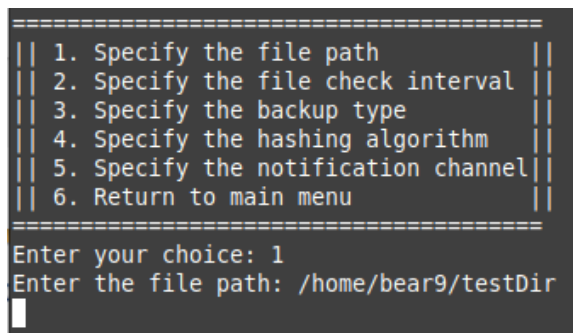 =======================================
|| 1. Specify the file path           ||
|| 2. Specify the file check interval ||
|| 3. Specify the backup type         ||
|| 4. Specify the hashing algorithm   ||
|| 5. Specify the notification channel||
|| 6. Return to main menu             ||
=======================================
Enter your choice: 1
Enter the file path: /home/bear9/testDir